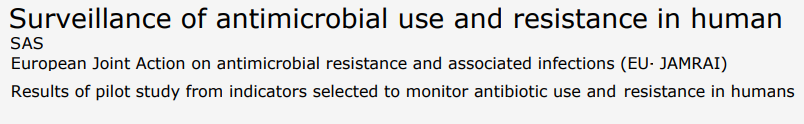 Surveillance of antimicrobial use and resistance in human
SAS
European Joint Action on antimicrobial resistance and associated infections (EU· JAMRAI)
Results of pilot study from indicators selected to monitor antibiotic use and resistance in humans